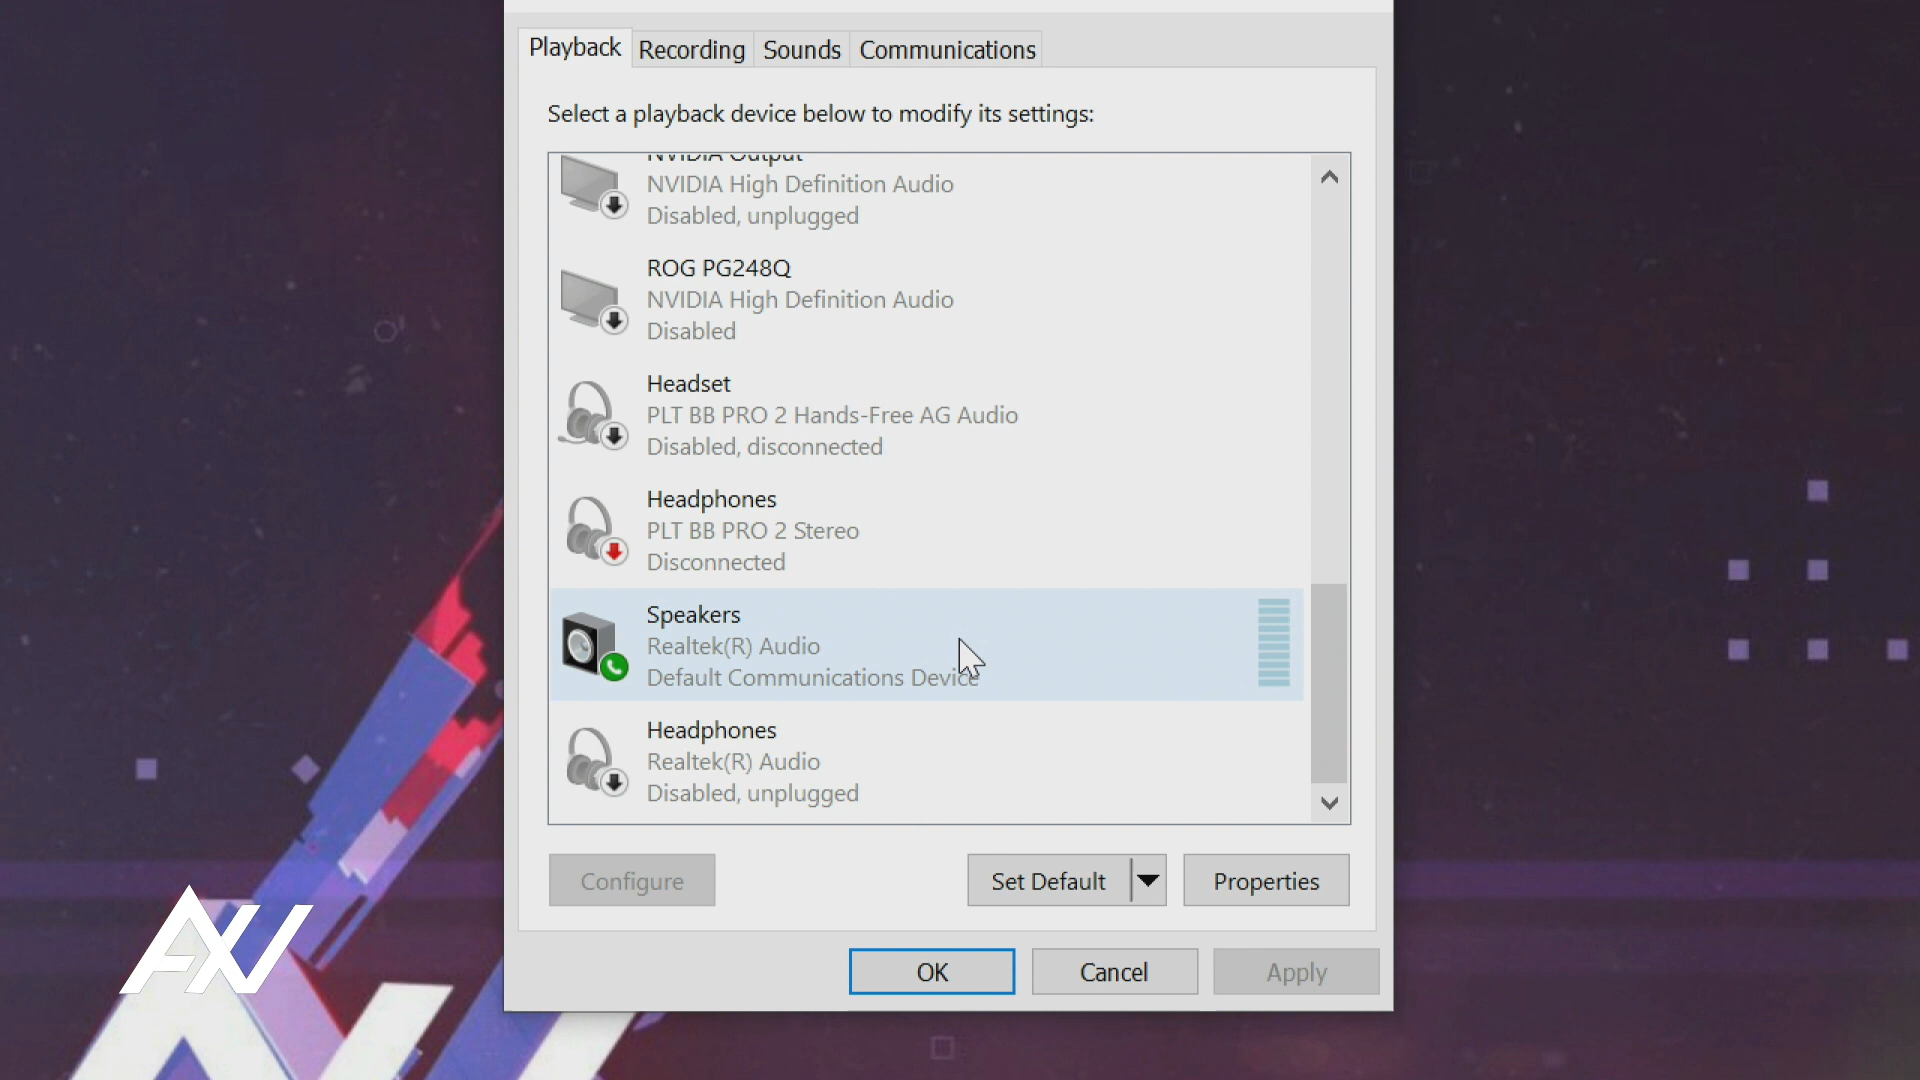 Playback
Recording
Sounds
Communications
Select a playback device below to modify its settings:
NVIDIA Output
NVIDIA High Definition Audio
Disabled, unplugged
ROG PG248Q
NVIDIA High Definition Audio
Disabled
Headset
PLT BB PRO 2 Hands-Free AG Audio
Disabled, disconnected
Headphones
PLT BB PRO 2 Stereo
Disconnected
Speakers
Realtek(R) Audio
Default Communications Device
Headphones
Realtek(R) Audio
Disabled, unplugged
Configure
Set Default
Properties
OK
Cancel
Apply